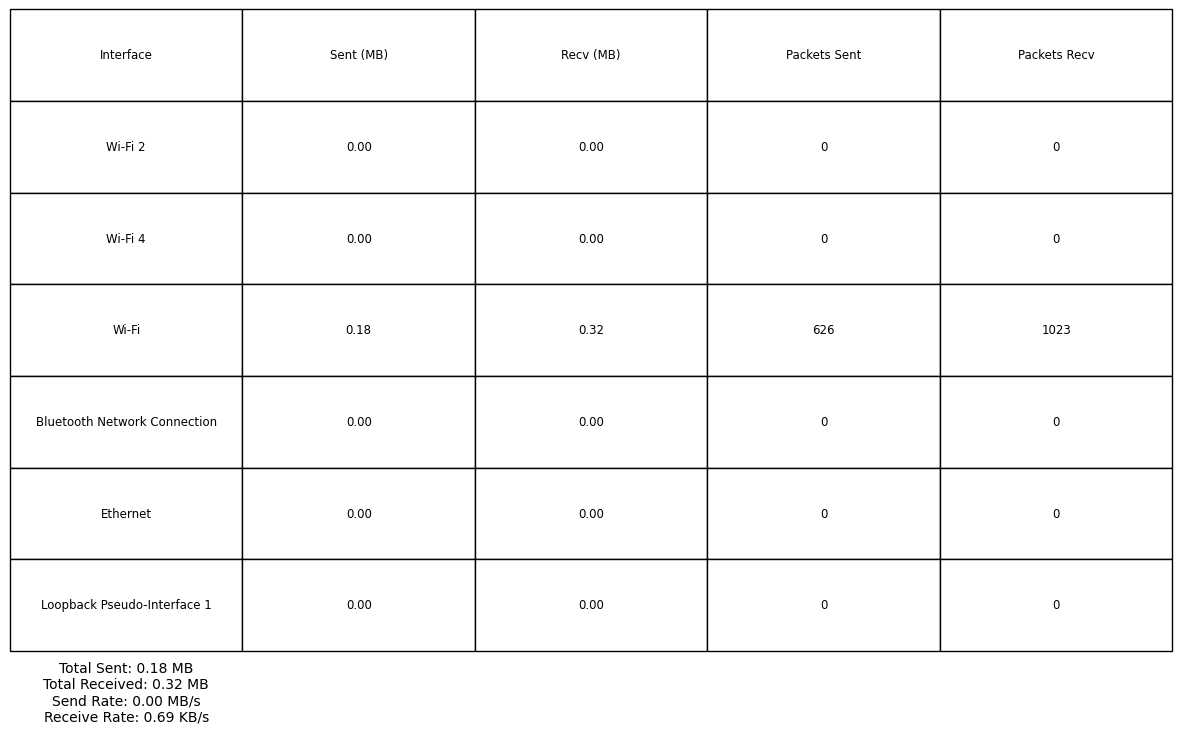 Interface Sent (MB) Recv (MB) Packets Sent Packets Recv
Wi-Fi 2 0.00 0.00 0 0
Wi-Fi 4 0.00 0.00 0 0
Wi-Fi 0.18 0.32 626 1023
Bluetooth Network Connection 0.00 0.00 0 0
Ethernet 0.00 0.00 0 0
Loopback Pseudo-Interface 1 0.00 0.00 0 0
Total Sent: 0.18 MB
Total Received: 0.32 MB
Send Rate: 0.00 MB/s
Receive Rate: 0.69 KB/s